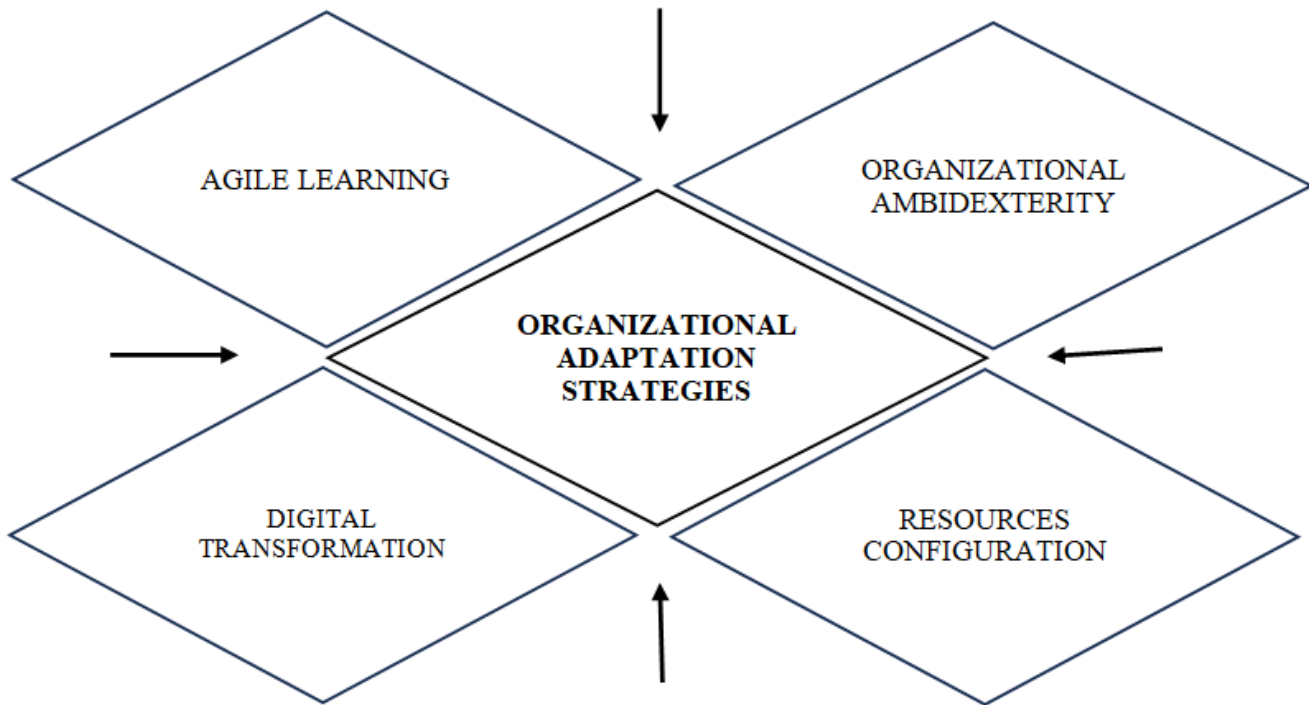 AGILE LEARNING
ORGANIZATIONAL
AMBIDEXTERITY
ORGANIZATIONAL
ADAPTATION
STRATEGIES
DIGITAL
TRANSFORMATION
RESOURCES
CONFIGURATION